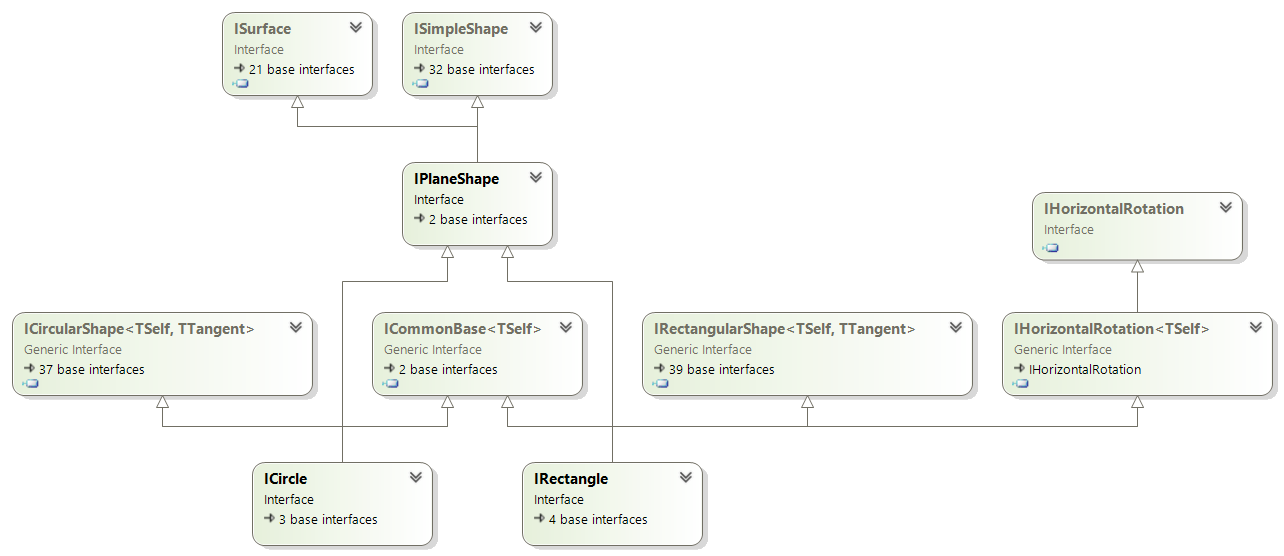 ISurface
Interface
21 base interfaces
ISimpleShape
Interface
32 base interfaces
IPlaneShape
Interface
2 base interfaces
IHorizontalRotation
Interface
ICircularShape<TSelf, TTangent>
Generic Interface
37 base interfaces
ICommonBase<TSelf>
Generic Interface
2 base interfaces
IRectangularShape<TSelf, TTangent>
Generic Interface
39 base interfaces
IHorizontalRotation<TSelf>
Generic Interface
IHorizontalRotation
ICircle
Interface
3 base interfaces
IRectangle
Interface
4 base interfaces